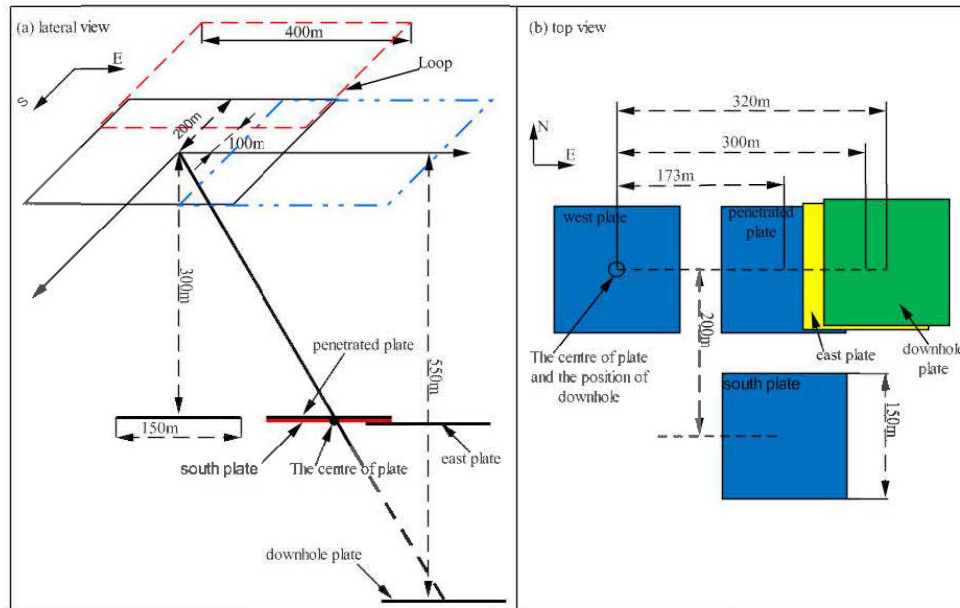 (a) lateral view
400m
E
S
Loop
200m
100m
300m
550m
penetrated plate
150m
south plate
The centre of plate
east plate
downhole plate
(b) top view
N
E
320m
300m
173m
west plate
penetrated
plate
200m
east plate
downhole
plate
The centre of plate
and the position of
downhole
south plate
150m